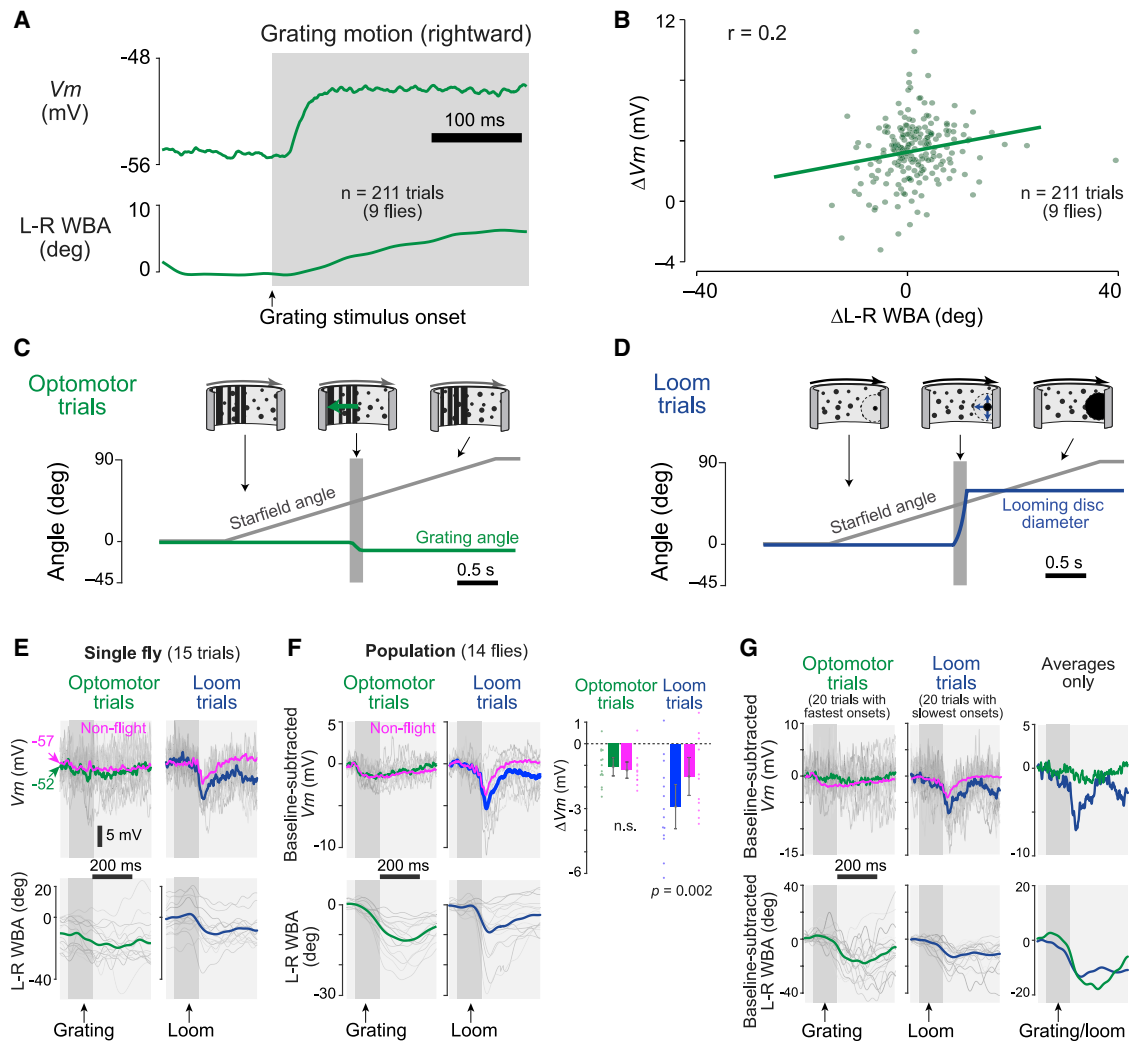 A
Grating motion (rightward)
-48
Vm
(mV)
-56
100 ms
n = 211 trials
(9 flies)
10
L-R WBA
(deg)
0
Grating stimulus onset
B
r = 0.2
12
ΔVm (mV)
0
-4
n = 211 trials
(9 flies)
-40
0
40
ΔL-R WBA (deg)
C
Optomotor
trials
90
Angle (deg)
0
-45
Starfield angle
Grating angle
0.5 s
D
Loom
trials
90
Angle (deg)
0
-45
Starfield angle
Looming disc
diameter
0.5 s
E
Single fly (15 trials)
Optomotor
trials
Loom
trials
Non-flight
-57
-52
Vm (mV)
5 mV
200 ms
20
0
-40
L-R WBA (deg)
Grating
Loom
F
Population (14 flies)
Optomotor
trials
Loom
trials
Non-flight
5
0
-10
Baseline-subtracted
Vm (mV)
200 ms
0
-30
L-R WBA
(deg)
Grating
Loom
Optomotor
trials
Loom
trials
0
-3
-6
ΔVm (mV)
n.s.
p = 0.002
G
Optomotor
trials
(20 trials with
fastest onsets)
Loom
trials
(20 trials with
slowest onsets)
Averages
only
10
0
-15
Baseline-subtracted
Vm (mV)
5
0
-10
200 ms
40
0
-40
Baseline-subtracted
L-R WBA (deg)
20
0
-20
Grating
Loom
Grating/loom